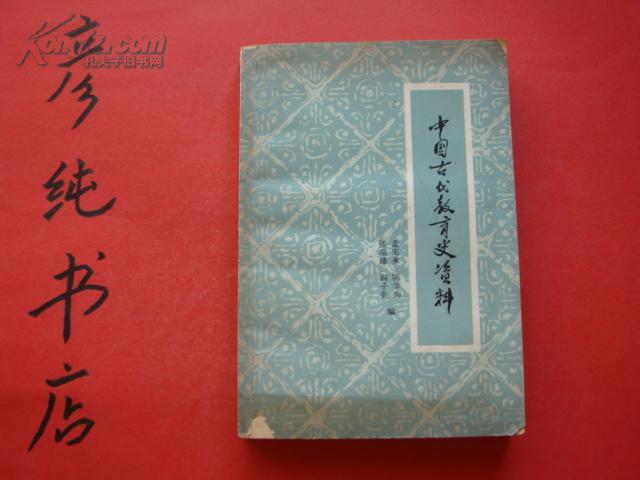 Kongfz.com
孔夫子旧书网
彦纯书店
中国古代教育史资料
孟宪承 陈学恂
张瑞璠 周子美
编